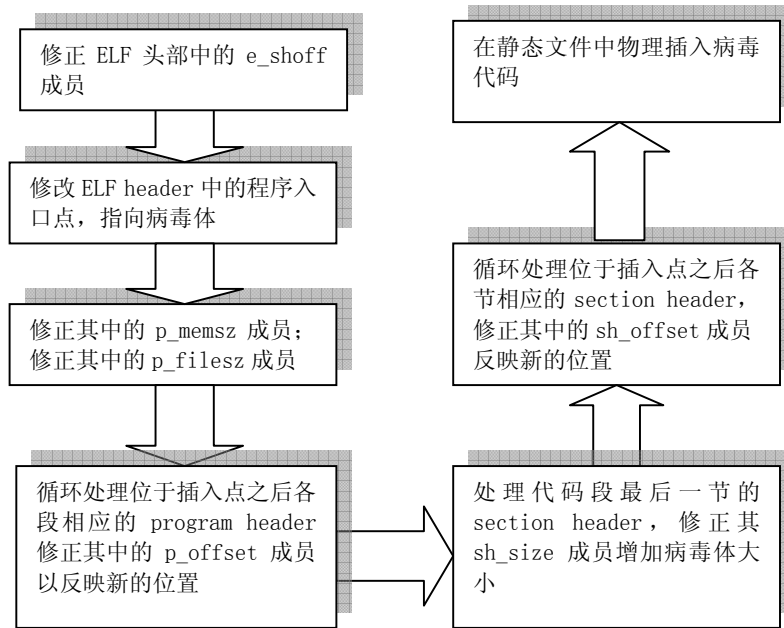 修正 ELF 头部中的 e_shoff
成员
修改 ELF header 中的程序入
口点，指向病毒体
修正其中的 p_memsz 成员；
修正其中的 p_filesz 成员
循环处理位于插入点之后各
段相应的 program header
修正其中的 p_offset 成员
以反映新的位置
处理代码段最后一节的
section header，修正其
sh_size 成员增加病毒体大
小
循环处理位于插入点之后各
节相应的 section header，
修正其中的 sh_offset 成员
反映新的位置
在静态文件中物理插入病毒
代码